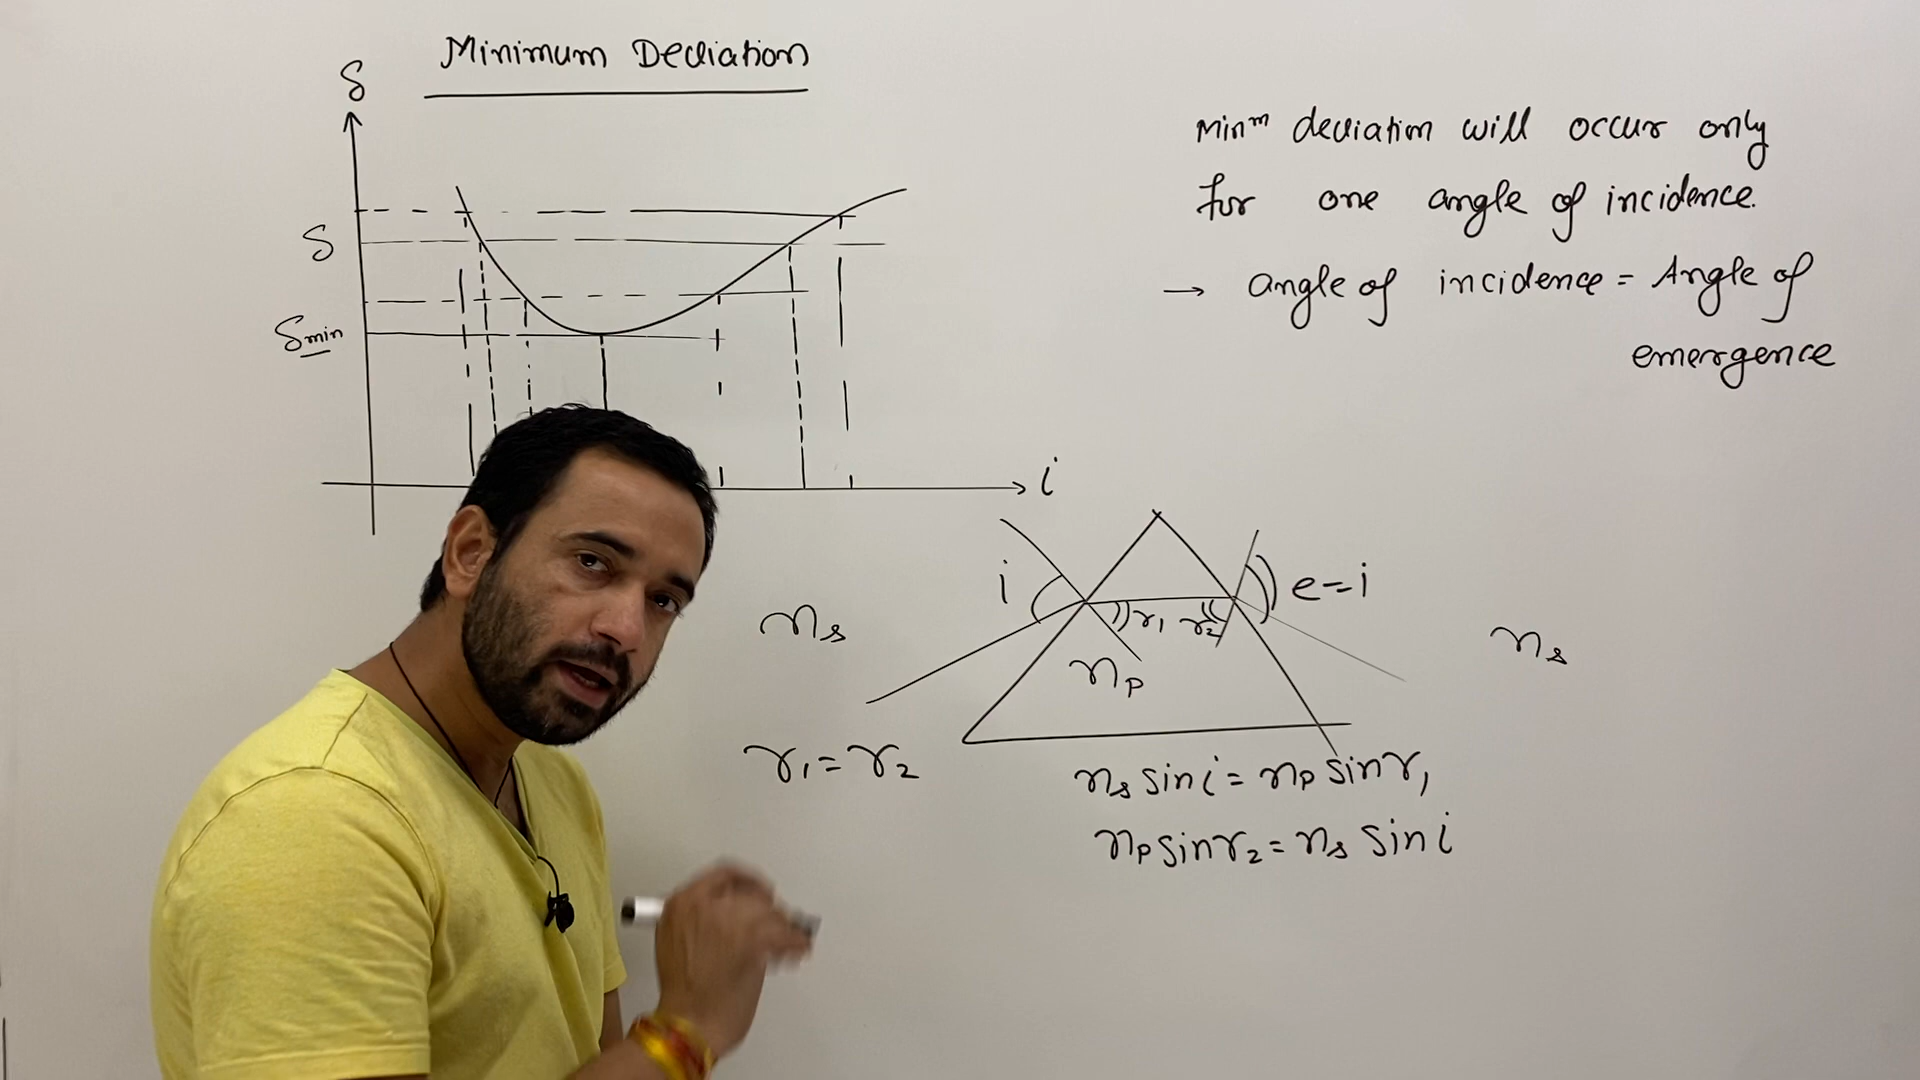 Minimum Deviation
δ
δ
δmin
i
Minᵐ deviation will occur only
for one angle of incidence.
→ angle of incidence = Angle of
emergence
i
e=i
r₁ r₂
nₛ
nₛ
nₚ
r₁=r₂
nₛ sin i = nₚ sin r₁
nₚ sin r₂ = nₛ sin i